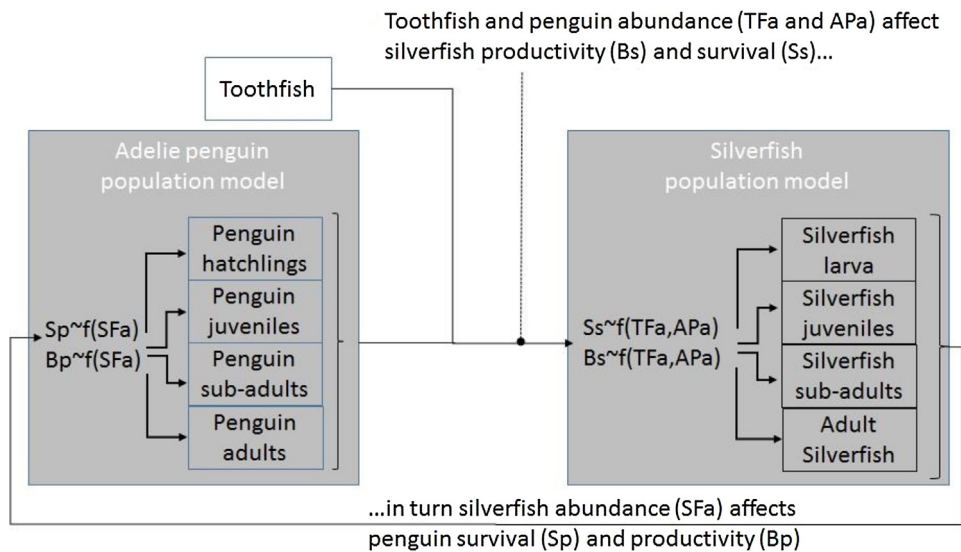 Toothfish and penguin abundance (TFa and APa) affect
silverfish productivity (Bs) and survival (Ss)...
Toothfish
Adelie penguin
population model
Penguin
hatchlings
Penguin
juveniles
Sp~f(SFa)
Bp~f(SFa)
Penguin
sub-adults
Penguin
adults
Silverfish
population model
Silverfish
larva
Silverfish
juveniles
Ss~f(TFa,APa)
Bs~f(TFa,APa)
Silverfish
sub-adults
Adult
Silverfish
...in turn silverfish abundance (SFa) affects
penguin survival (Sp) and productivity (Bp)